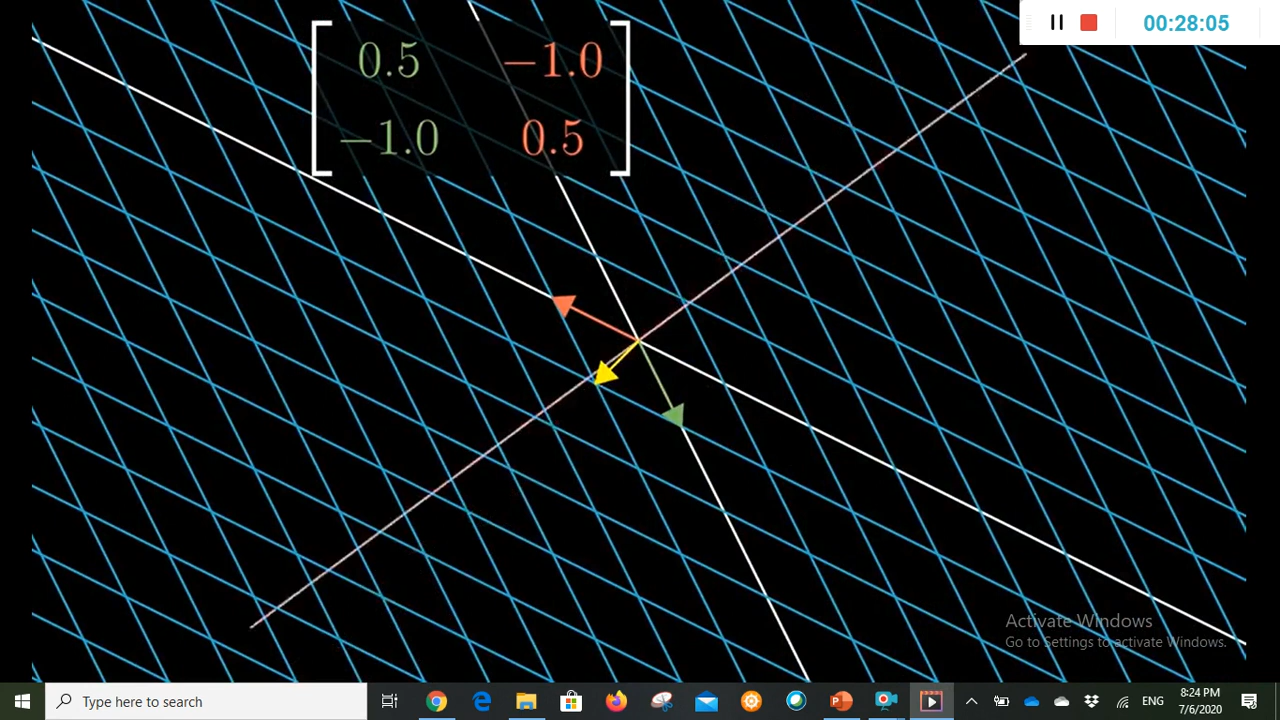 0.5 −1.0
−1.0 0.5
00:28:05
Activate Windows
Go to Settings to activate Windows.
Type here to search
ENG
8:24 PM
7/6/2020